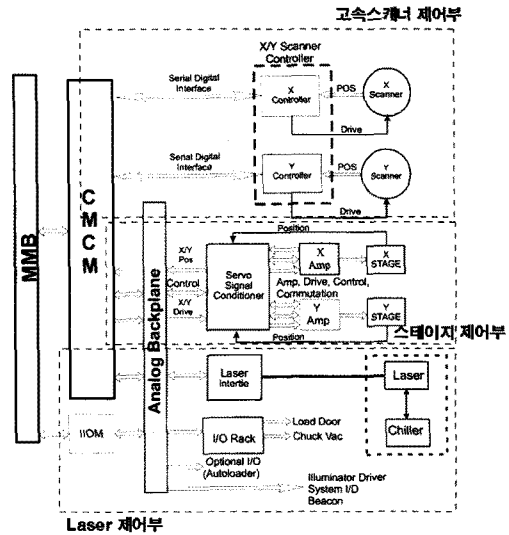 고속스캐너 제어부
X/Y Scanner
Controller
Serial Digital
Interface
X
Controller
POS
X
Scanner
Drive
Serial Digital
Interface
Y
Controller
POS
Y
Scanner
Drive
MMB
CMCM
Analog Backplane
Position
X/Y
Pos
Control
X/Y
Drive
Servo
Signal
Conditioner
X
Amp
X
STAGE
Amp, Drive, Control,
Commutation
Y
Amp
Y
STAGE
Position
스테이지 제어부
Laser
Intertie
Laser
Chiller
IIOM
I/O Rack
Load Door
Chuck Vac
Optional I/O
(Autoloader)
Illuminator Driver
System I/D
Beacon
Laser 제어부